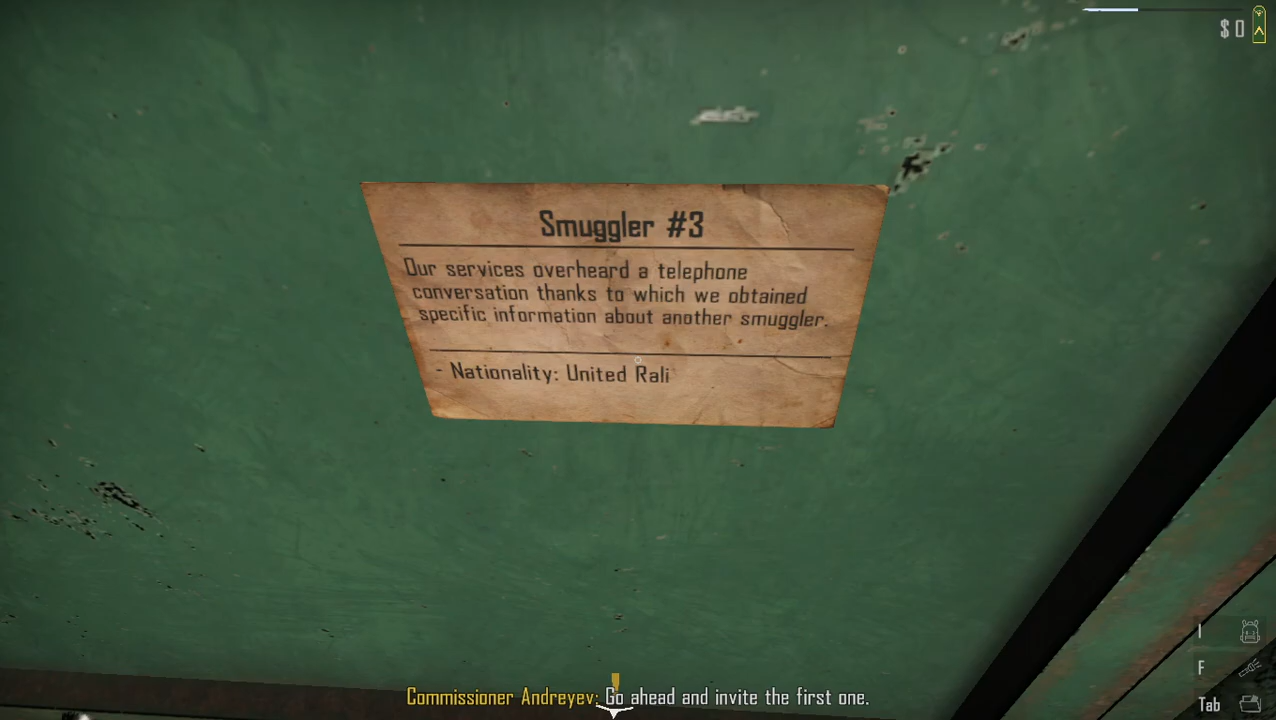 $ 0
Smuggler #3
Our services overheard a telephone
conversation thanks to which we obtained
specific information about another smuggler.
- Nationality: United Rali
I
F
Tab
Commissioner Andreyev: Go ahead and invite the first one.